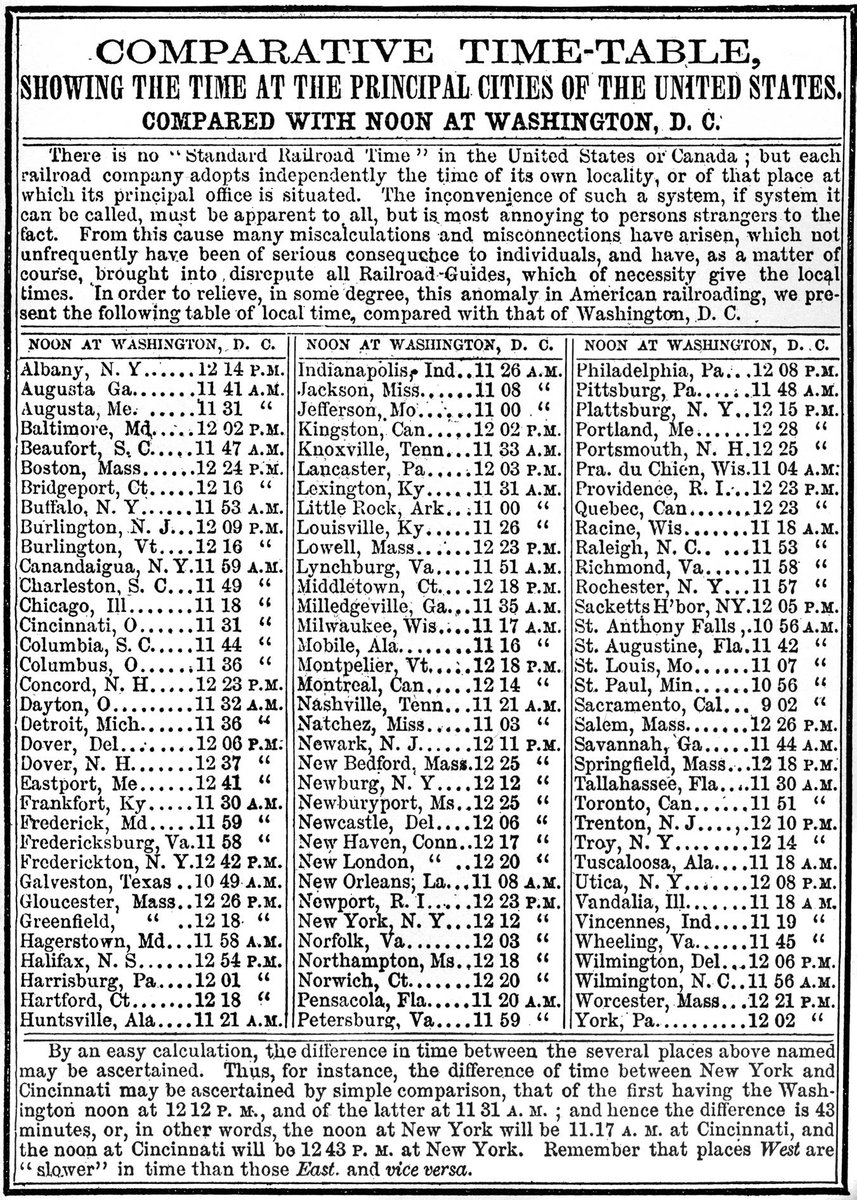 COMPARATIVE TIME-TABLE,
SHOWING THE TIME AT THE PRINCIPAL CITIES OF THE UNITED STATES.
COMPARED WITH NOON AT WASHINGTON, D. C.
There is no "Standard Railroad Time" in the United States or Canada; but each
railroad company adopts independently the time of its own locality, or of that place at
which its principal office is situated. The inconvenience of such a system, if system it
can be called, must be apparent to all, but is most annoying to persons strangers to the
fact. From this cause many miscalculations and misconnections have arisen, which not
unfrequently have been of serious consequence to individuals, and have, as a matter of
course, brought into disrepute all Railroad-Guides, which of necessity give the local
times. In order to relieve, in some degree, this anomaly in American railroading, we pre-
sent the following table of local time, compared with that of Washington, D. C.
NOON AT WASHINGTON, D. C.
Albany, N. Y......12 14 P.M.
Augusta Ga.....11 41 A.M.
Augusta, Me. .....11 31 "
Baltimore, Md.....12 02 P.M.
Beaufort, S. C.....11 47 A.M.
Boston, Mass......12 24 P.M.
Bridgeport, Ct.....12 16 "
Buffalo, N. Y.....11 53 A.M.
Burlington, N. J...12 09 P.M.
Burlington, Vt....12 16 "
Canandaigua, N. Y.11 59 A.M.
Charleston, S. C...11 49 "
Chicago, Ill......11 18 "
Cincinnati, O.....11 31 "
Columbia, S. C....11 44 "
Columbus, O......11 36 "
Concord, N. H....12 23 P.M.
Dayton, O........11 32 A.M.
Detroit, Mich.....11 36 "
Dover, Del.......12 06 P.M.
Dover, N. H......12 37 "
Eastport, Me.....12 41 "
Frankfort, Ky.....11 30 A.M.
Frederick, Md....11 59 "
Fredericksburg, Va.11 58 "
Frederickton, N. Y.12 42 P.M.
Galveston, Texas ..10 49 A.M.
Gloucester, Mass..12 26 P.M.
Greenfield, " ..12 18 "
Hagerstown, Md...11 58 A.M.
Halifax, N. S.....12 54 P.M.
Harrisburg, Pa....12 01 "
Hartford, Ct......12 18 "
Huntsville, Ala....11 21 A.M.
NOON AT WASHINGTON, D. C.
Indianapolis, Ind..11 26 A.M.
Jackson, Miss......11 08 "
Jefferson, Mo.....11 00 "
Kingston, Can....12 02 P.M.
Knoxville, Tenn...11 33 A.M.
Lancaster, Pa.....12 03 P.M.
Lexington, Ky....11 31 A.M.
Little Rock, Ark...11 00 "
Louisville, Ky.....11 26 "
Lowell, Mass......12 23 P.M.
Lynchburg, Va....11 51 A.M.
Middletown, Ct....12 18 P.M.
Milledgeville, Ga...11 35 A.M.
Milwaukee, Wis....11 17 A.M.
Mobile, Ala........11 16 "
Montpelier, Vt.....12 18 P.M.
Montreal, Can.....12 14 "
Nashville, Tenn...11 21 A.M.
Natchez, Miss.....11 03 "
Newark, N. J......12 11 P.M.
New Bedford, Mass.12 25 "
Newburg, N. Y....12 12 "
Newburyport, Ms..12 25 "
Newcastle, Del....12 06 "
New Haven, Conn..12 17 "
New London, " ..12 20 "
New Orleans, La...11 08 A.M.
Newport, R. I.....12 23 P.M.
New York, N. Y...12 12 "
Norfolk, Va.......12 03 "
Northampton, Ms..12 18 "
Norwich, Ct.......12 20 "
Pensacola, Fla.....11 20 A.M.
Petersburg, Va....11 59 "
NOON AT WASHINGTON, D. C.
Philadelphia, Pa...12 08 P.M.
Pittsburg, Pa......11 48 A.M.
Plattsburg, N. Y..12 15 P.M.
Portland, Me......12 28 "
Portsmouth, N. H.12 25 "
Pra. du Chien, Wis.11 04 A.M.
Providence, R. I...12 23 P.M.
Quebec, Can......12 23 "
Racine, Wis.......11 18 A.M.
Raleigh, N. C.. ...11 53 "
Richmond, Va.....11 58 "
Rochester, N. Y...11 57 "
Sacketts H'bor, NY.12 05 P.M.
St. Anthony Falls,.10 56 A.M.
St. Augustine, Fla.11 42 "
St. Louis, Mo.....11 07 "
St. Paul, Min.....10 56 "
Sacramento, Cal... 9 02 "
Salem, Mass......12 26 P.M.
Savannah, Ga.....11 44 A.M.
Springfield, Mass..12 18 P.M.
Tallahassee, Fla...11 30 A.M.
Toronto, Can.....11 51 "
Trenton, N. J.....12 10 P.M.
Troy, N. Y.......12 14 "
Tuscaloosa, Ala...11 18 A.M.
Utica, N. Y......12 08 P.M.
Vandalia, Ill......11 18 A M.
Vincennes, Ind....11 19 "
Wheeling, Va.....11 45 "
Wilmington, Del...12 06 P.M.
Wilmington, N. C..11 56 A.M.
Worcester, Mass...12 21 P.M.
York, Pa..........12 02 "
By an easy calculation, the difference in time between the several places above named
may be ascertained. Thus, for instance, the difference of time between New York and
Cincinnati may be ascertained by simple comparison, that of the first having the Wash-
ington noon at 12 12 P. M., and of the latter at 11 31 A. M.; and hence the difference is 43
minutes, or, in other words, the noon at New York will be 11.17 A. M. at Cincinnati, and
the noon at Cincinnati will be 12 43 P. M. at New York. Remember that places West are
"slower" in time than those East. and vice versa.